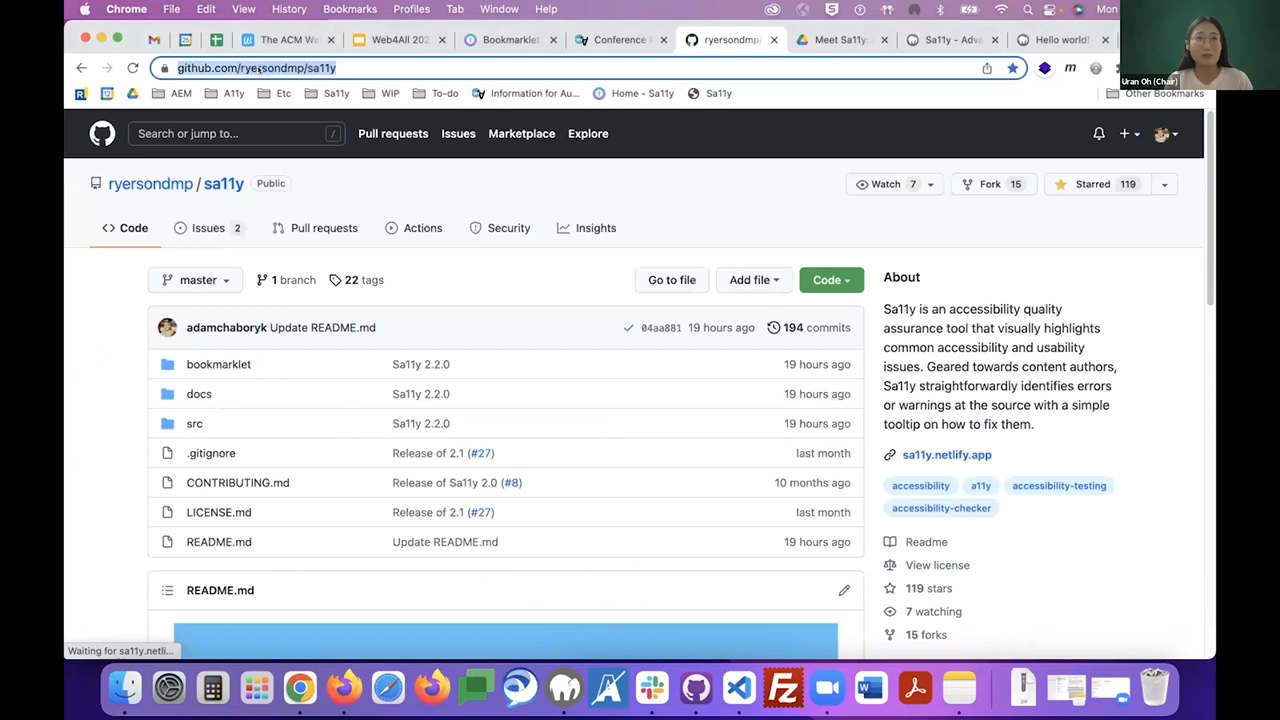 Chrome File Edit View History Bookmarks Profiles Tab Window Help Mon
The ACM We Web4All 202 Bookmarklet Conference F ryersondmp/ Meet Sa11y: Sa11y - Adva Hello world!
github.com/ryersondmp/sa11y
AEM A11y Etc Sa11y WIP To-do Information for Au... Home - Sa11y Sa11y Other Bookmarks
Uran Oh (Chair)
Search or jump to... / Pull requests Issues Marketplace Explore
ryersondmp / sa11y Public Watch 7 Fork 15 Starred 119
<> Code Issues 2 Pull requests Actions Security Insights
master 1 branch 22 tags Go to file Add file Code
adamchaboryk Update README.md 04aa881 19 hours ago 194 commits
bookmarklet Sa11y 2.2.0 19 hours ago
docs Sa11y 2.2.0 19 hours ago
src Sa11y 2.2.0 19 hours ago
.gitignore Release of 2.1 (#27) last month
CONTRIBUTING.md Release of Sa11y 2.0 (#8) 10 months ago
LICENSE.md Release of 2.1 (#27) last month
README.md Update README.md 19 hours ago
README.md
About
Sa11y is an accessibility quality
assurance tool that visually highlights
common accessibility and usability
issues. Geared towards content authors,
Sa11y straightforwardly identifies errors
or warnings at the source with a simple
tooltip on how to fix them.
sa11y.netlify.app
accessibility a11y accessibility-testing
accessibility-checker
Readme
View license
119 stars
7 watching
15 forks
Waiting for sa11y.netli...